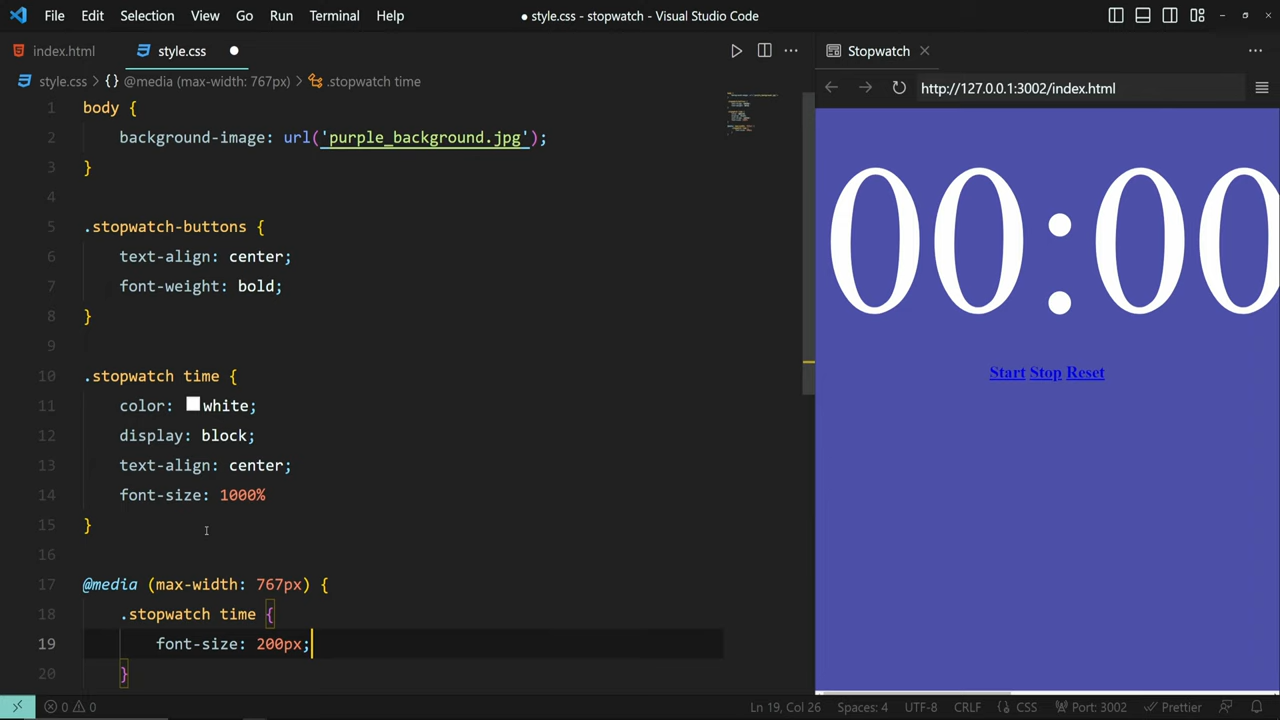 File Edit Selection View Go Run Terminal Help
● style.css - stopwatch - Visual Studio Code
index.html
style.css
Stopwatch
style.css > {} @media (max-width: 767px) > .stopwatch time
http://127.0.0.1:3002/index.html
1 body {
2 background-image: url('purple_background.jpg');
3 }
4
5 .stopwatch-buttons {
6 text-align: center;
7 font-weight: bold;
8 }
9
10 .stopwatch time {
11 color: white;
12 display: block;
13 text-align: center;
14 font-size: 1000%
15 }
16
17 @media (max-width: 767px) {
18 .stopwatch time {
19 font-size: 200px;
20 }
00:00
Start Stop Reset
0 0
Ln 19, Col 26 Spaces: 4 UTF-8 CRLF {} CSS Port: 3002 Prettier